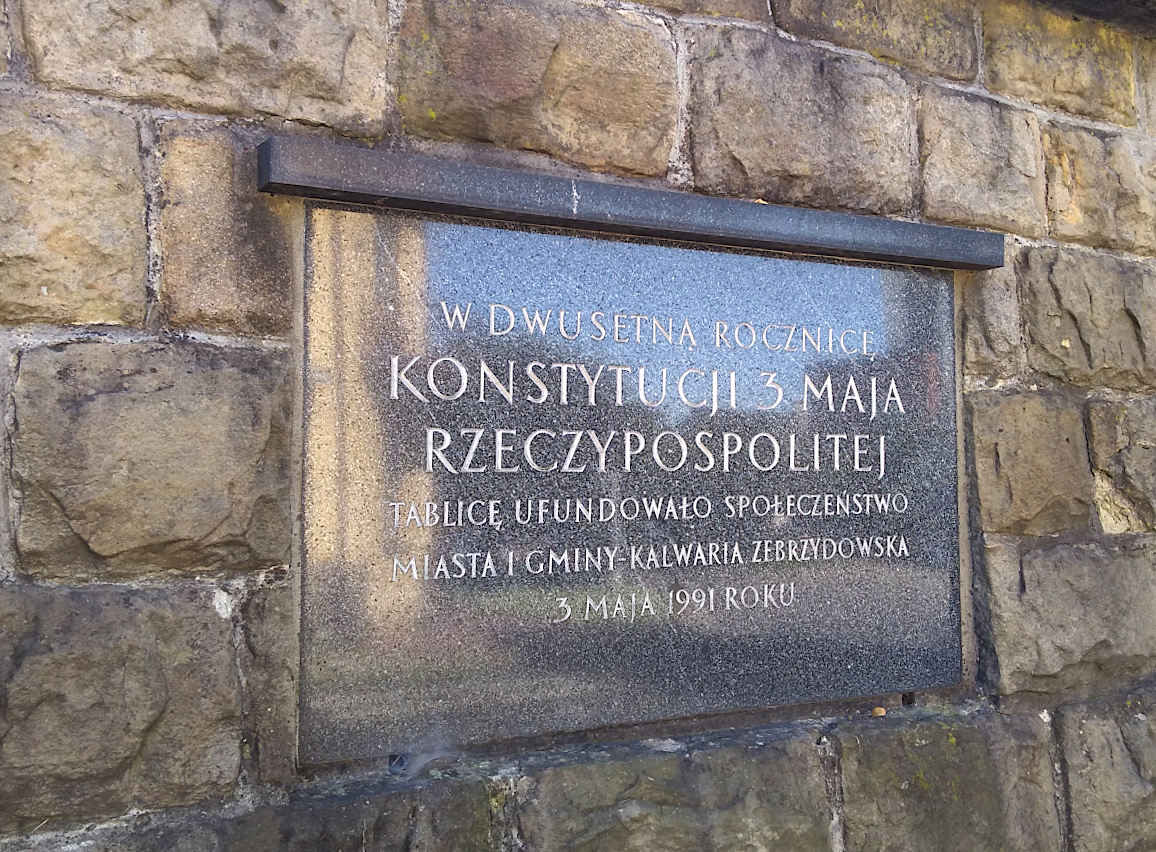 W DWUSETNĄ ROCZNICĘ
KONSTYTUCJI 3 MAJA
RZECZYPOSPOLITEJ
TABLICĘ UFUNDOWAŁO SPOŁECZEŃSTWO
MIASTA I GMINY-KALWARIA ZEBRZYDOWSKA
3 MAJA 1991 ROKU